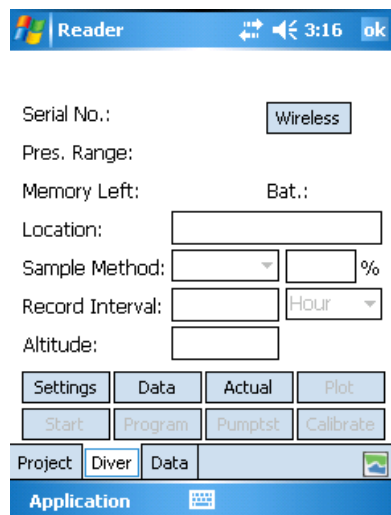 Reader 3:16 ok
Serial No.: Wireless
Pres. Range:
Memory Left: Bat.:
Location:
Sample Method: %
Record Interval: Hour
Altitude:
Settings Data Actual Plot
Start Program Pumptst Calibrate
Project Diver Data
Application